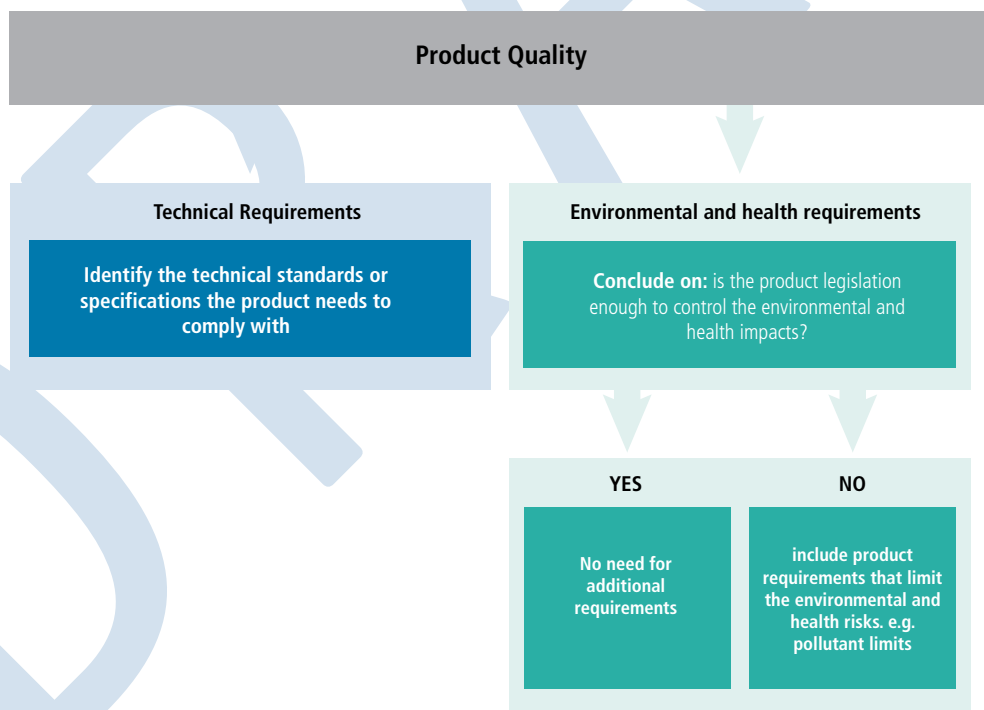 Product Quality
Technical Requirements
Identify the technical standards or
specifications the product needs to
comply with
Environmental and health requirements
Conclude on: is the product legislation
enough to control the environmental and
health impacts?
YES
No need for
additional
requirements
NO
include product
requirements that limit
the environmental and
health risks. e.g.
pollutant limits